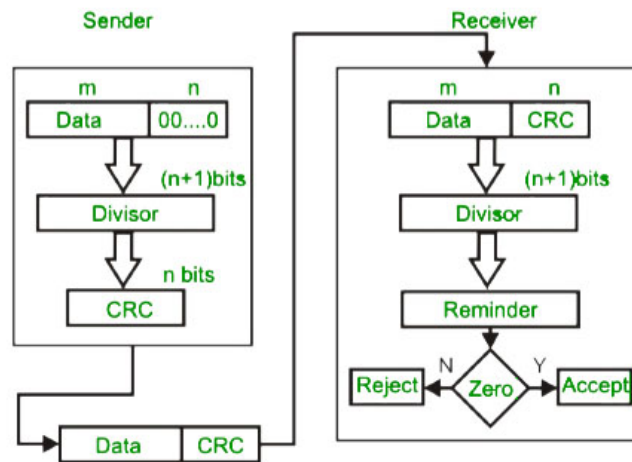 Sender
m n
Data 00....0
(n+1)bits
Divisor
n bits
CRC
Data CRC
Receiver
m n
Data CRC
(n+1)bits
Divisor
Reminder
N Y
Reject Zero Accept